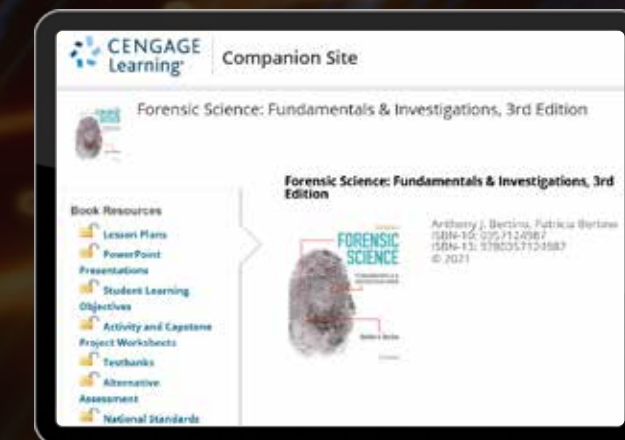 CENGAGE
Learning
Companion Site
Forensic Science: Fundamentals & Investigations, 3rd Edition
Forensic Science: Fundamentals & Investigations, 3rd
Edition
Book Resources
Lesson Plans
PowerPoint
Presentations
Student Learning
Objectives
Activity and Capstone
Project Worksheets
Testbanks
Alternative
Assessment
National Standards
Anthony J. Bertino, Patricia Bertino
ISBN-10: 0357124987
ISBN-13: 9780357124987
© 2021
FORENSIC
SCIENCE